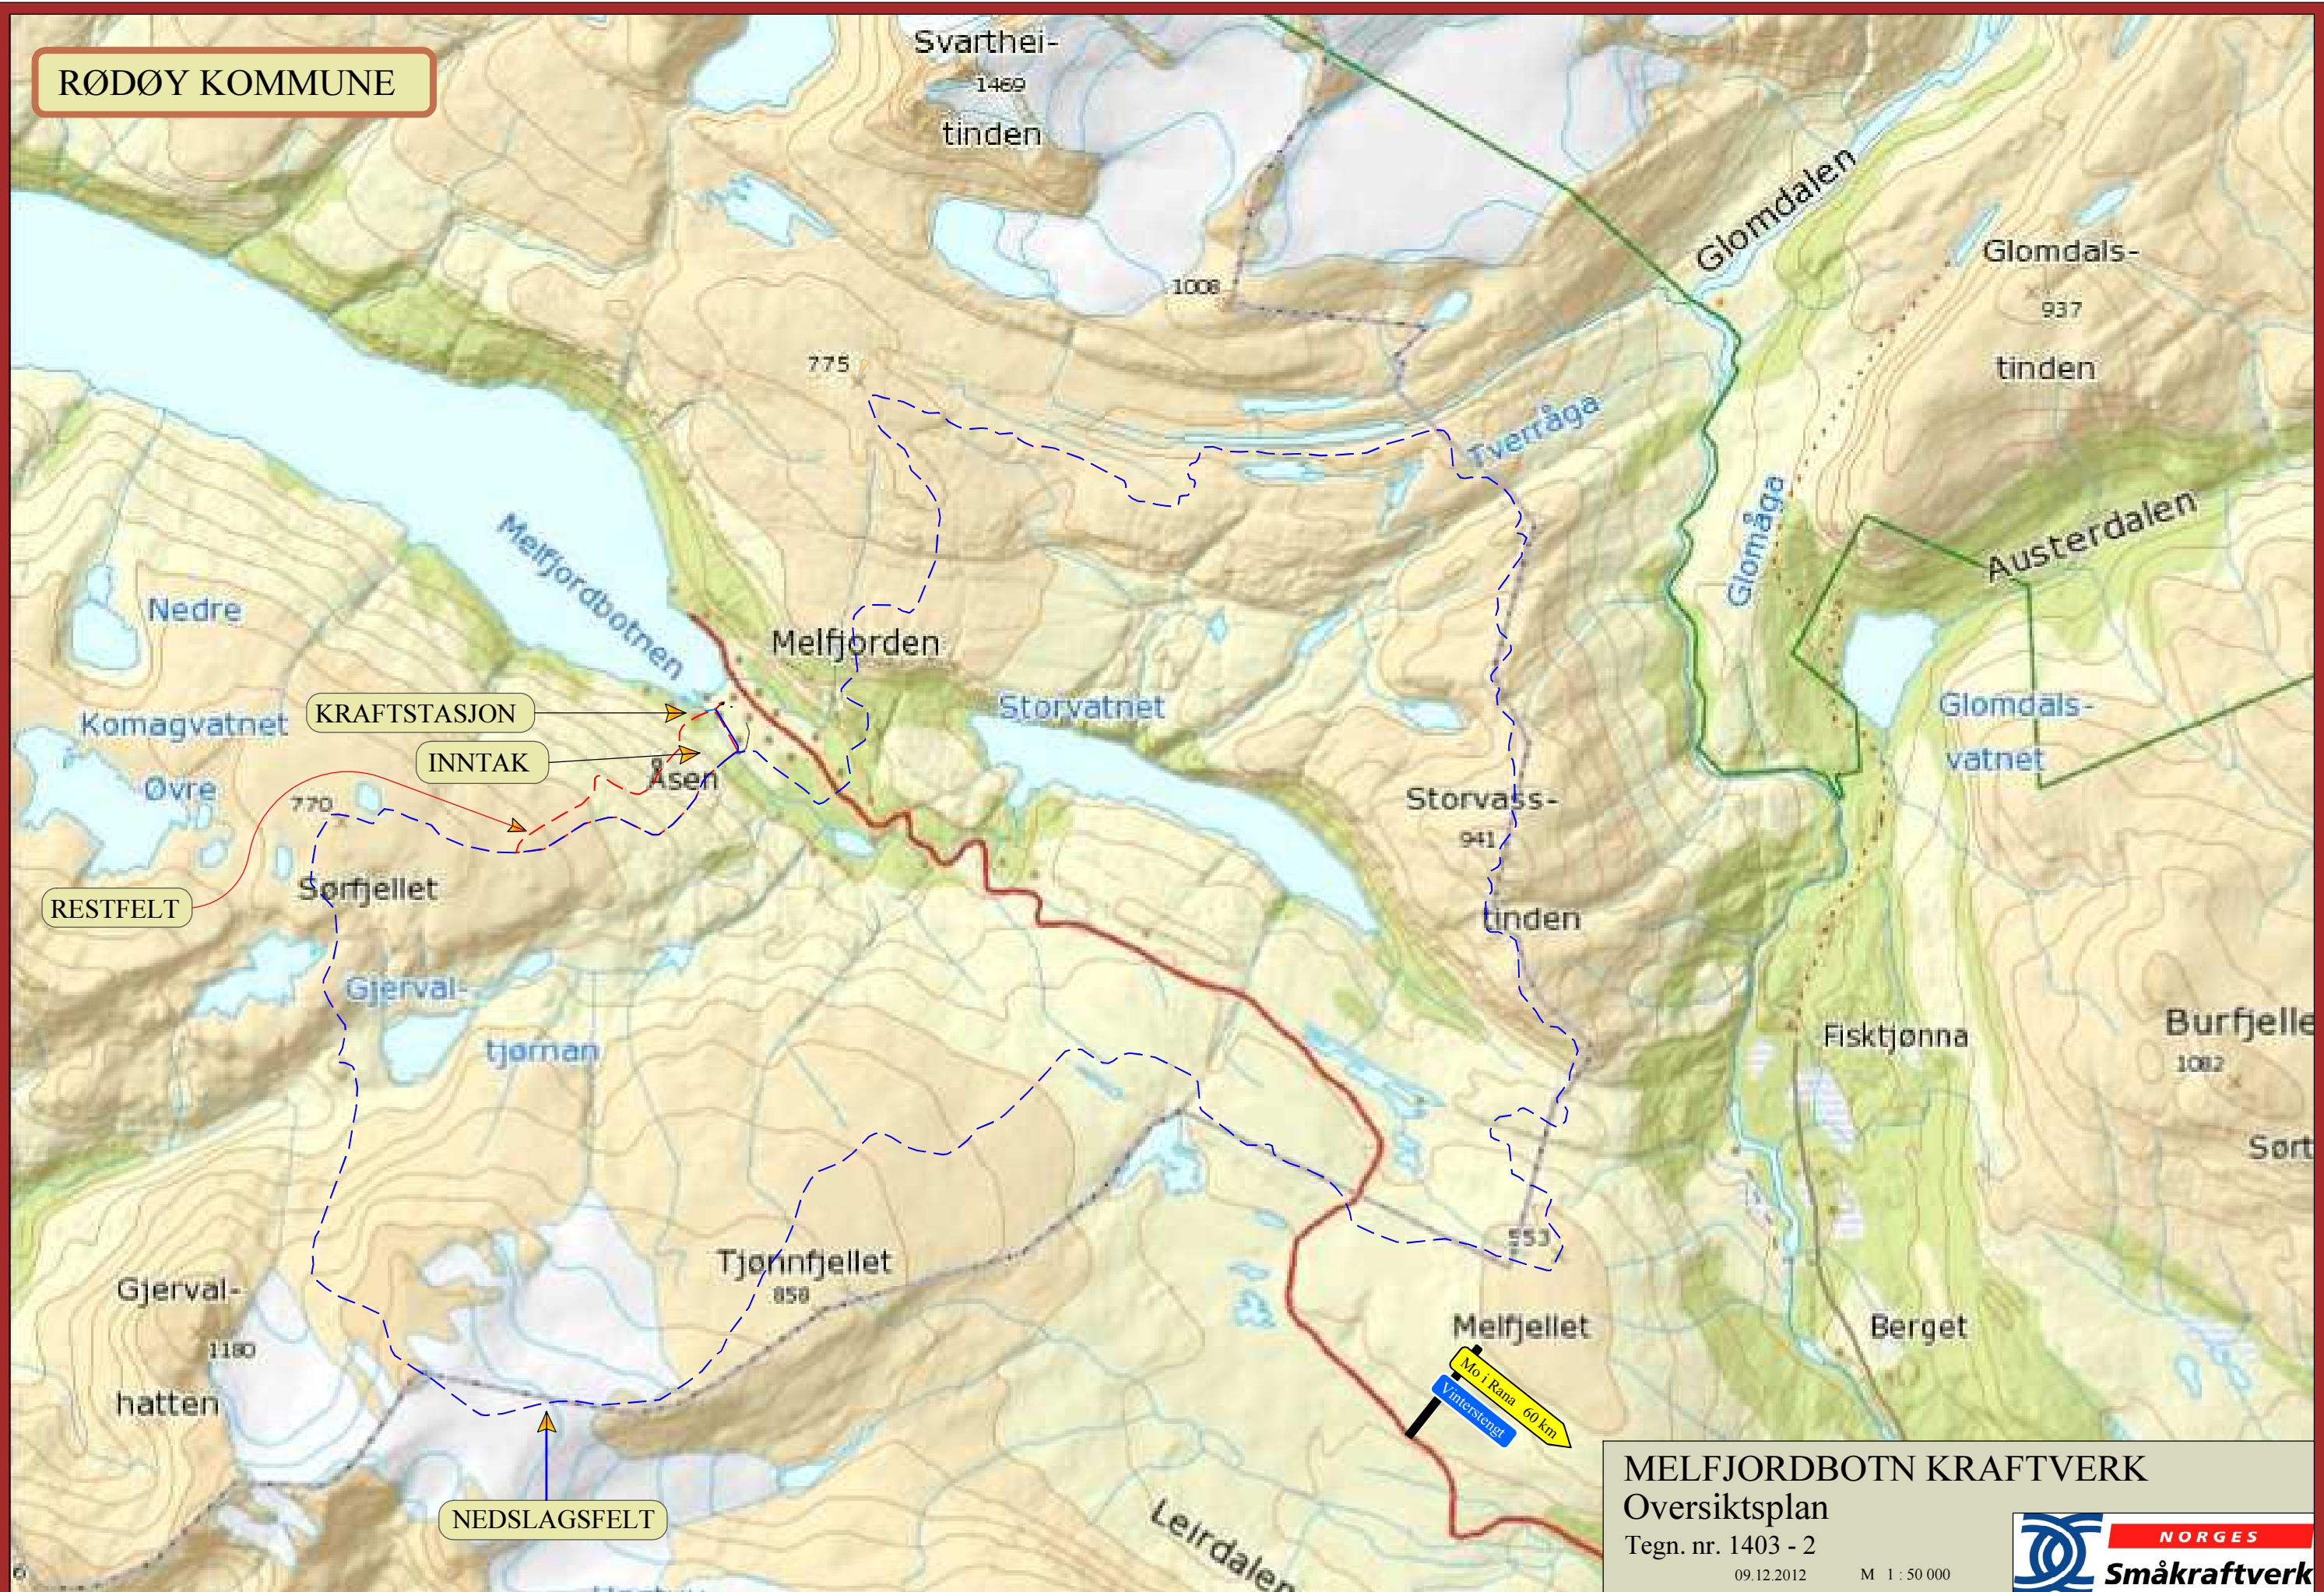 RØDØY KOMMUNE
Svarthei-
1469
tinden
Glomdalen
Glomdals-
937
tinden
1008
775
Tverråga
Glomåga
Austerdalen
Melfjordbotnen
Nedre
Melfjorden
Storvatnet
Glomdals-
vatnet
KRAFTSTASJON
Komagvatnet
INNTAK
Åsen
Øvre
770
Storvass-
941
tinden
Sørfjellet
RESTFELT
Gjerval-
tjørnan
Fisktjønna
Burfjelle
1082
Sørt
Tjønnfjellet
858
553
Gjerval-
1180
hatten
Melfjellet
Berget
Mo i Rana 60 km
Vinterstengt
NEDSLAGSFELT
Leirdalen
MELFJORDBOTN KRAFTVERK
Oversiktsplan
Tegn. nr. 1403 - 2
09.12.2012 M 1 : 50 000
NORGES
Småkraftverk